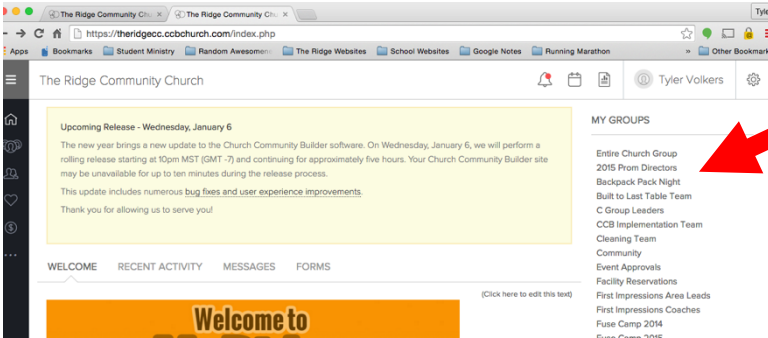 The Ridge Community Chu
The Ridge Community Chu
Tyle
https://theridgecc.ccbchurch.com/index.php
Apps Bookmarks Student Ministry Random Awesomene The Ridge Websites School Websites Google Notes Running Marathon » Other Bookmark
The Ridge Community Church
Tyler Volkers
Upcoming Release - Wednesday, January 6
The new year brings a new update to the Church Community Builder software. On Wednesday, January 6, we will perform a
rolling release starting at 10pm MST (GMT -7) and continuing for approximately five hours. Your Church Community Builder site
may be unavailable for up to ten minutes during the release process.
This update includes numerous bug fixes and user experience improvements.
Thank you for allowing us to serve you!
WELCOME RECENT ACTIVITY MESSAGES FORMS
(Click here to edit this text)
Welcome to
MY GROUPS
Entire Church Group
2015 Prom Directors
Backpack Pack Night
Built to Last Table Team
C Group Leaders
CCB Implementation Team
Cleaning Team
Community
Event Approvals
Facility Reservations
First Impressions Area Leads
First Impressions Coaches
Fuse Camp 2014
Fuse Camp 2015